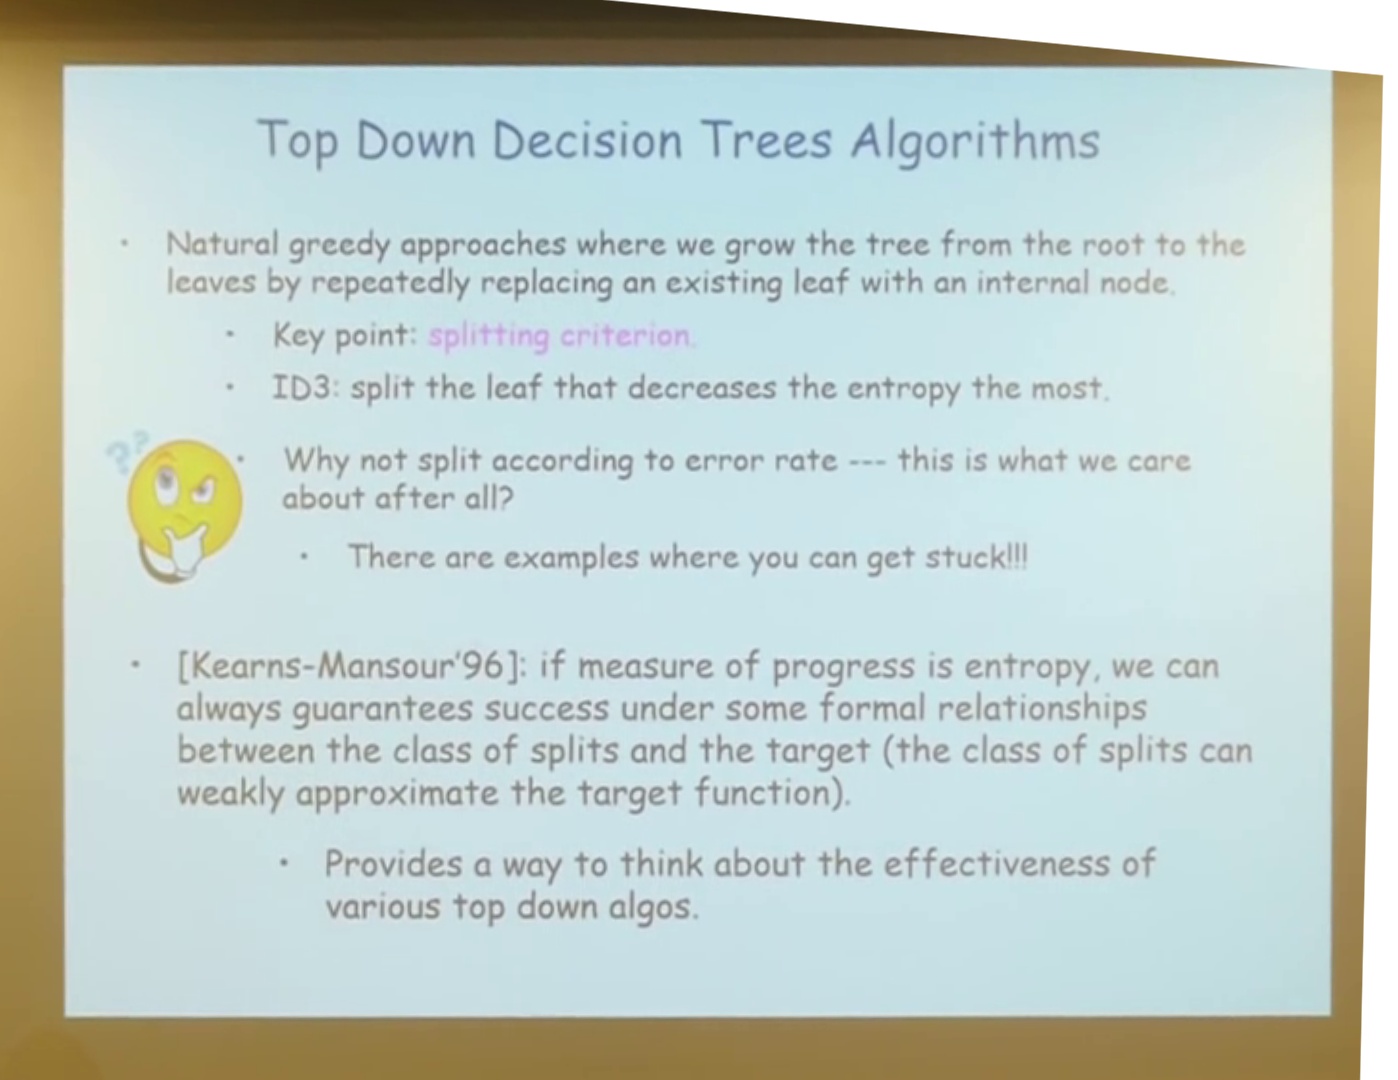 Top Down Decision Trees Algorithms
• Natural greedy approaches where we grow the tree from the root to the
leaves by repeatedly replacing an existing leaf with an internal node.
• Key point: splitting criterion.
• ID3: split the leaf that decreases the entropy the most.
??
• Why not split according to error rate --- this is what we care
about after all?
• There are examples where you can get stuck!!!
• [Kearns-Mansour'96]: if measure of progress is entropy, we can
always guarantees success under some formal relationships
between the class of splits and the target (the class of splits can
weakly approximate the target function).
• Provides a way to think about the effectiveness of
various top down algos.